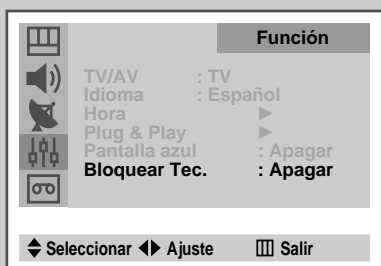 Función
TV/AV : TV
Idioma : Español
Hora
Plug & Play
Pantalla azul : Apagar
Bloquear Tec. : Apagar
Seleccionar Ajuste Salir